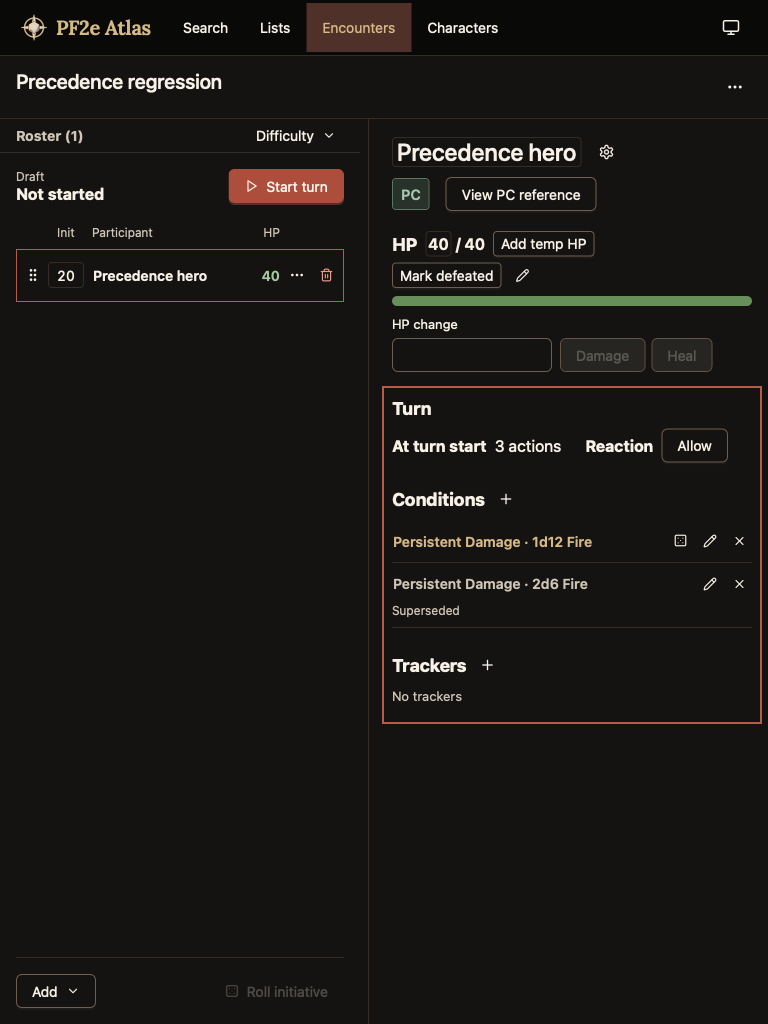 PF2e Atlas
Search
Lists
Encounters
Characters
Precedence regression
Roster (1)
Difficulty
Draft
Not started
Start turn
Init
Participant
HP
20
Precedence hero
40
Add
Roll initiative
Precedence hero
PC
View PC reference
HP 40 / 40 Add temp HP
Mark defeated
HP change
Damage
Heal
Turn
At turn start 3 actions
Reaction
Allow
Conditions
Persistent Damage · 1d12 Fire
Persistent Damage · 2d6 Fire
Superseded
Trackers
No trackers